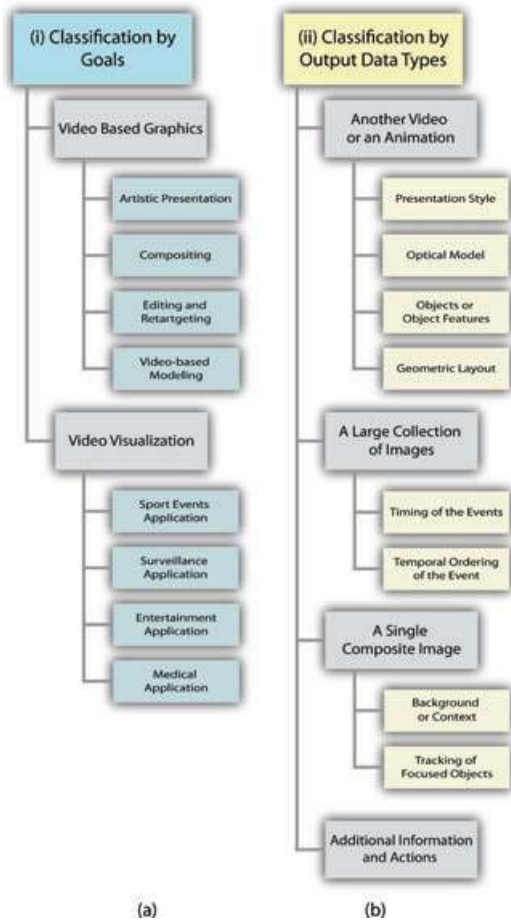 (i) Classification by
Goals
Video Based Graphics
Artistic Presentation
Compositing
Editing and
Retartgeting
Video-based
Modeling
Video Visualization
Sport Events
Application
Surveillance
Application
Entertainment
Application
Medical
Application
(a)
(ii) Classification by
Output Data Types
Another Video
or an Animation
Presentation Style
Optical Model
Objects or
Object Features
Geometric Layout
A Large Collection
of Images
Timing of the Events
Temporal Ordering
of the Event
A Single
Composite Image
Background
or Context
Tracking of
Focused Objects
Additional Information
and Actions
(b)